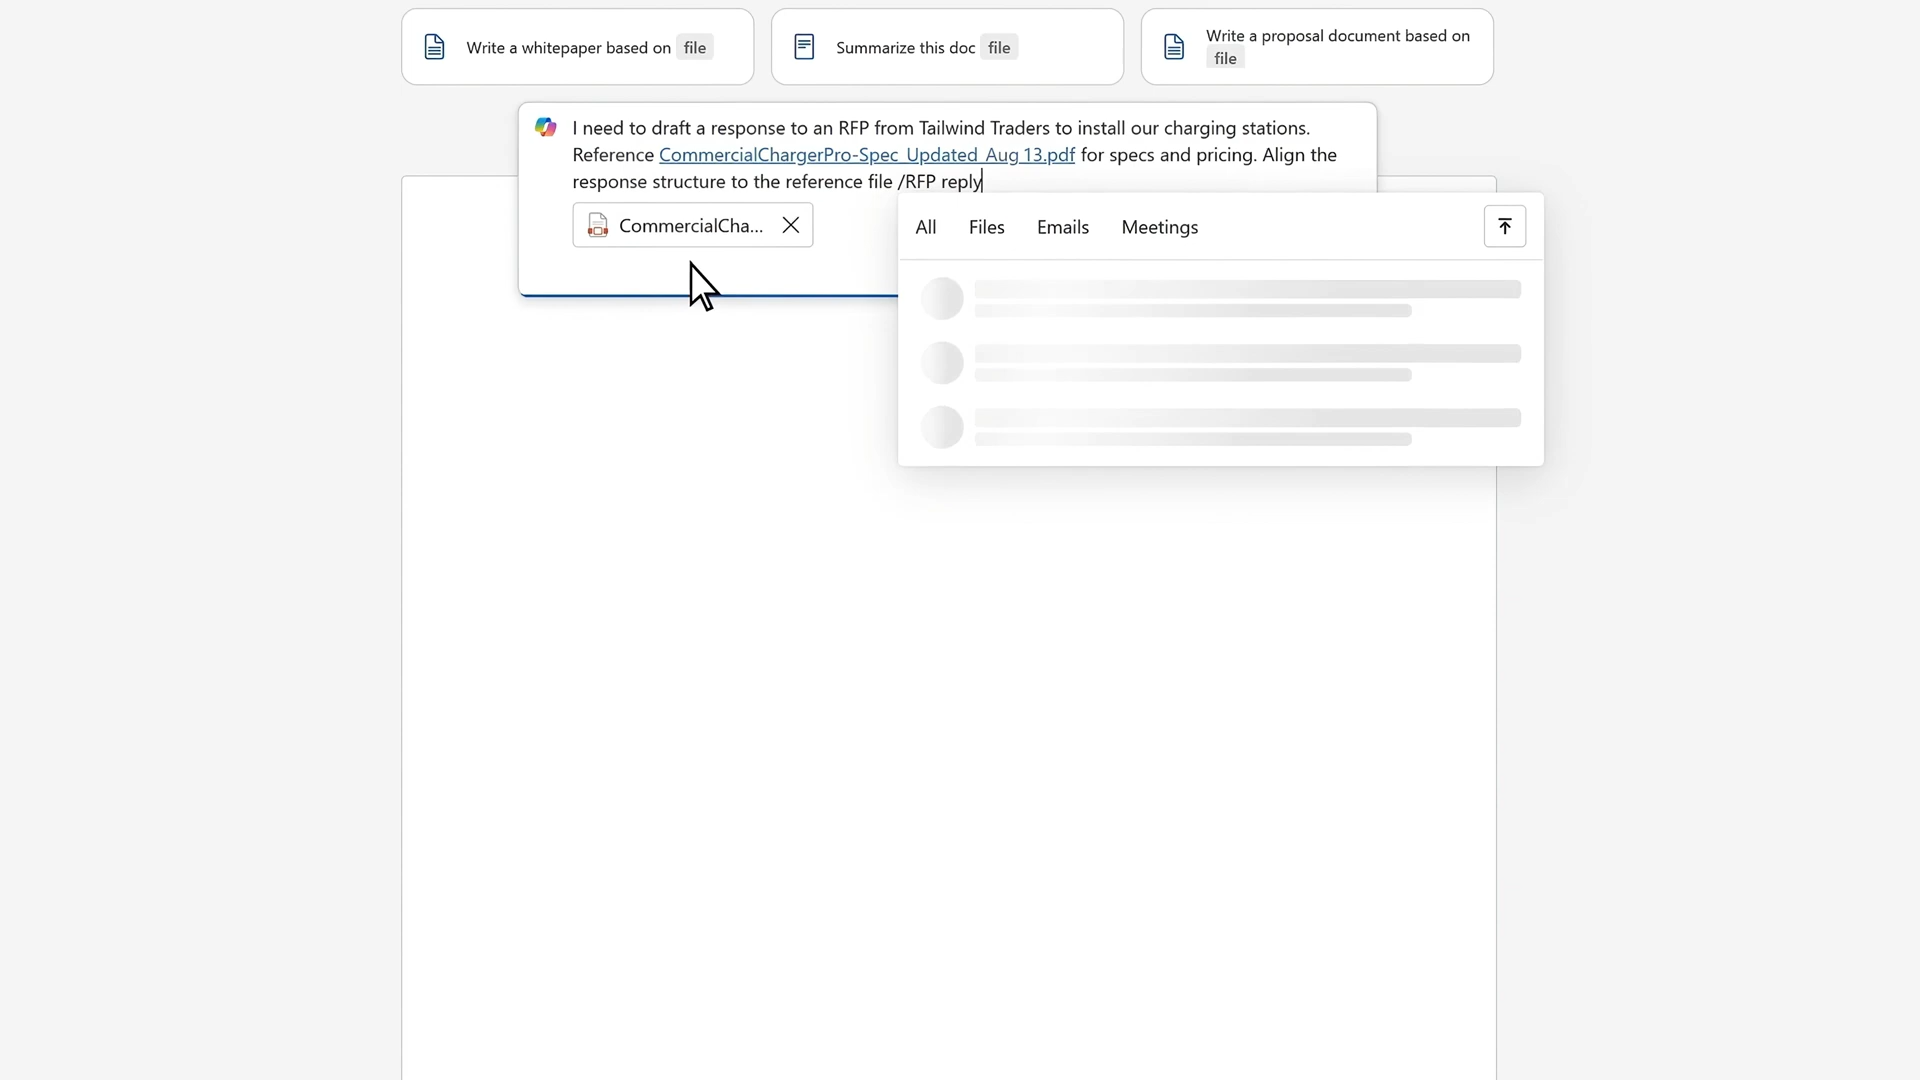 Write a whitepaper based on file
Summarize this doc file
Write a proposal document based on
file
I need to draft a response to an RFP from Tailwind Traders to install our charging stations.
Reference CommercialChargerPro-Spec_Updated_Aug 13.pdf for specs and pricing. Align the
response structure to the reference file /RFP reply
CommercialCha...
All Files Emails Meetings